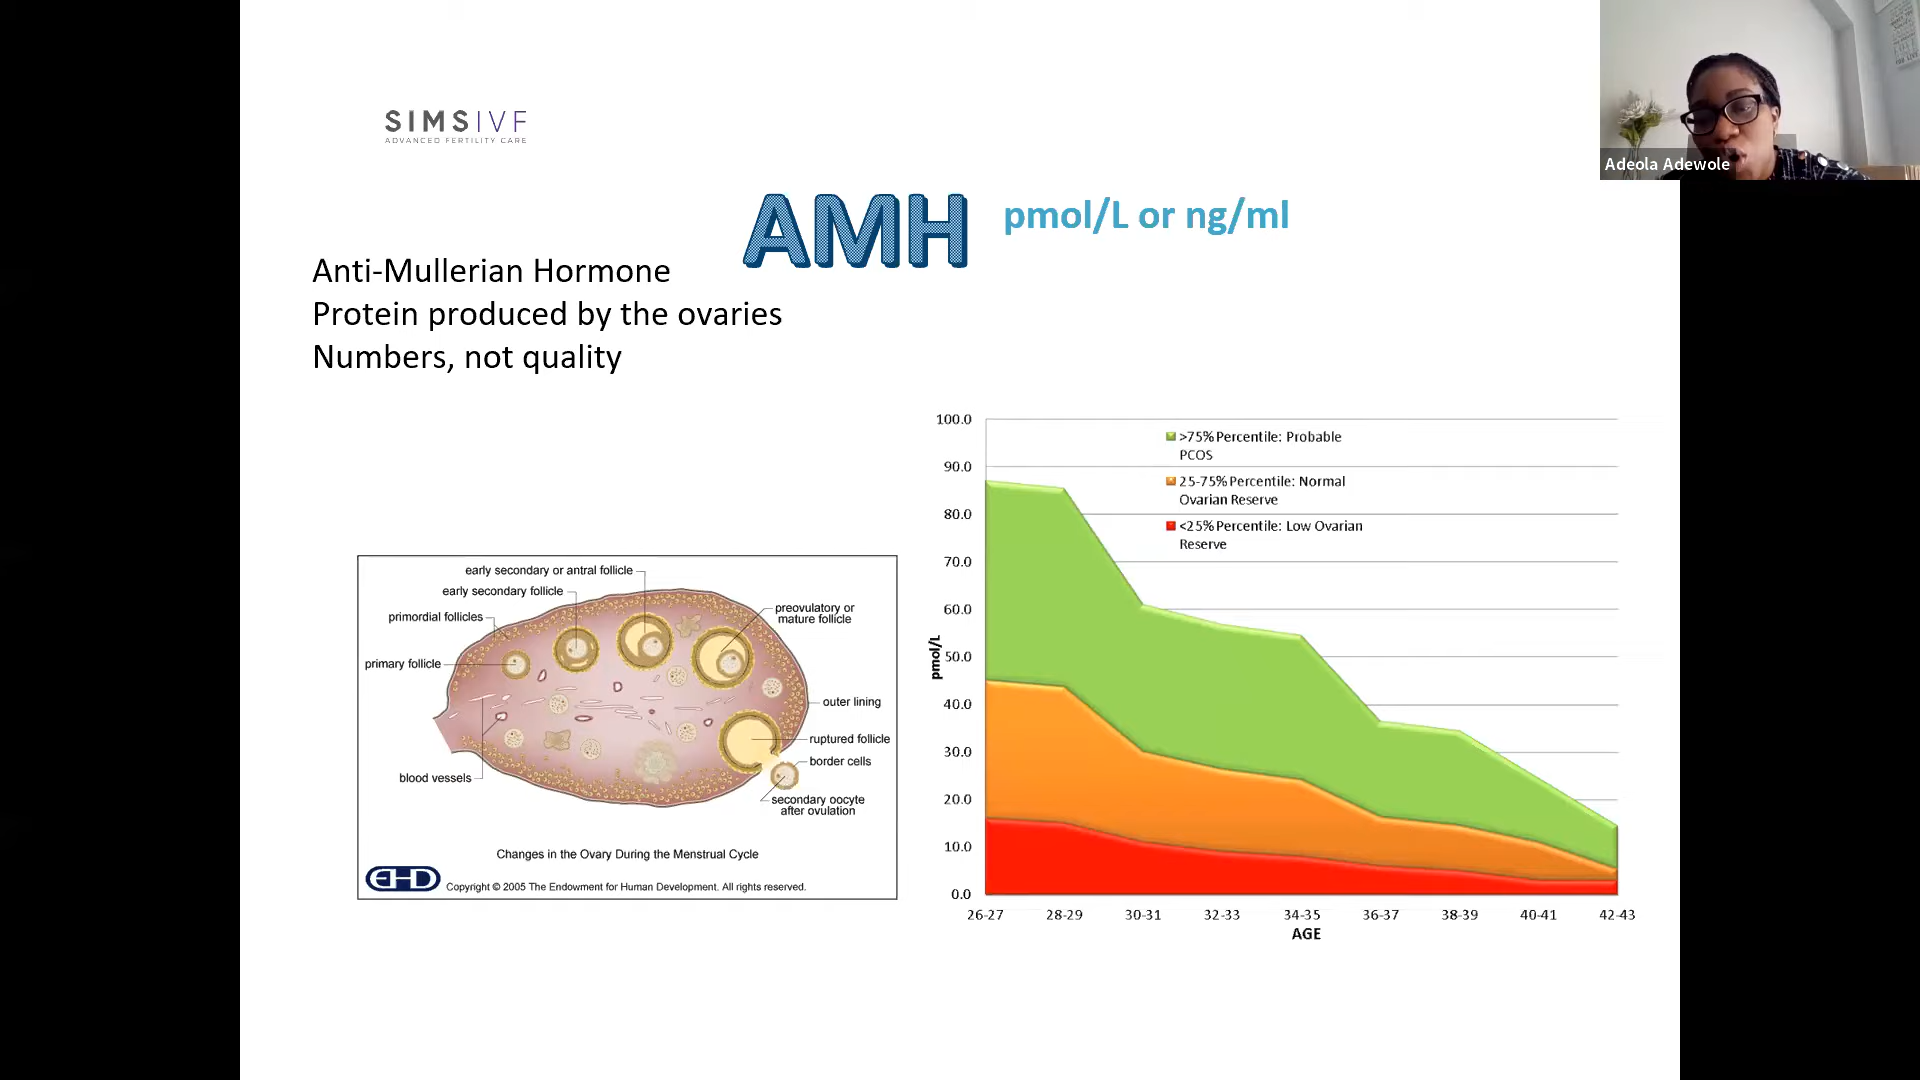 SIMSIVF
ADVANCED FERTILITY CARE
Adeola Adewole
AMH
pmol/L or ng/ml
Anti-Mullerian Hormone
Protein produced by the ovaries
Numbers, not quality
early secondary or antral follicle
early secondary follicle
primordial follicles
primary follicle
blood vessels
preovulatory or
mature follicle
outer lining
ruptured follicle
border cells
secondary oocyte
after ovulation
Changes in the Ovary During the Menstrual Cycle
EHD
Copyright © 2005 The Endowment for Human Development. All rights reserved.
>75% Percentile: Probable
PCOS
25-75% Percentile: Normal
Ovarian Reserve
<25% Percentile: Low Ovarian
Reserve
100.0
90.0
80.0
70.0
60.0
50.0
40.0
30.0
20.0
10.0
0.0
pmol/L
26-27 28-29 30-31 32-33 34-35 36-37 38-39 40-41 42-43
AGE